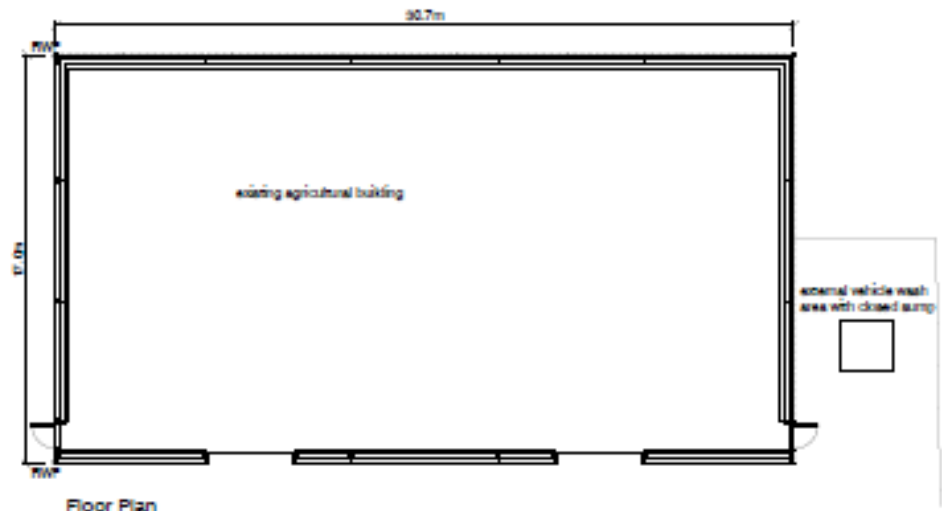 30.7m
RWP
existing agricultural building
17.0m
external vehicle wash
area with closed sump
RWP
Floor Plan